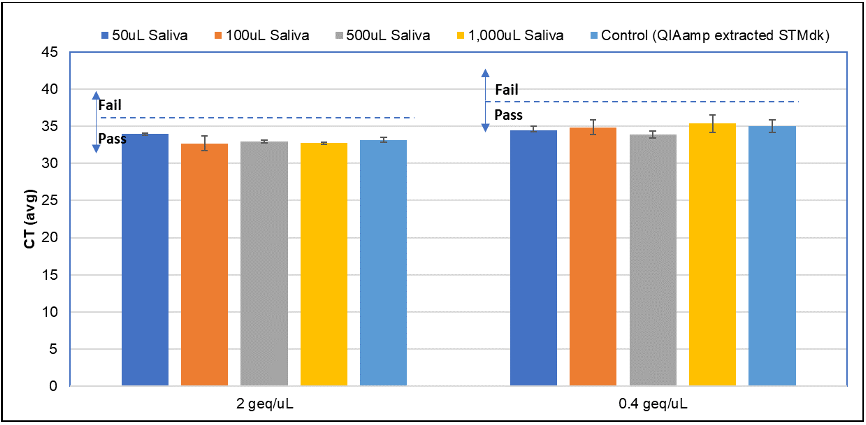 50uL Saliva 100uL Saliva 500uL Saliva 1,000uL Saliva Control (QIAamp extracted STMdk)
45
40
35
30
25
20
15
10
5
0
CT (avg)
Fail
Pass
Fail
Pass
2 geq/uL 0.4 geq/uL